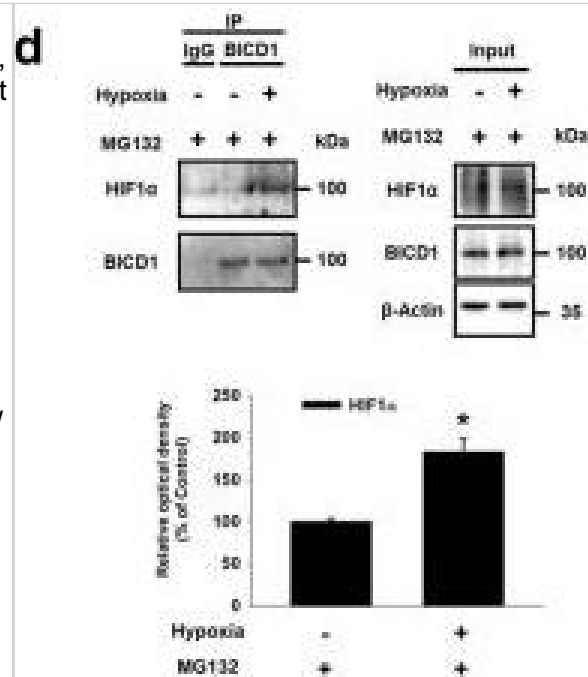 ,
t
y
d
IP
IgG BICD1
Hypoxia - - +
MG132 + + + kDa
HIF1α 100
BICD1 100
Input
Hypoxia - +
MG132 + + kDa
HIF1α 100
BICD1 100
β-Actin 35
Relative optical density
(% of Control)
250
200
150
100
50
0
HIF1α
*
Hypoxia - +
MG132 + +